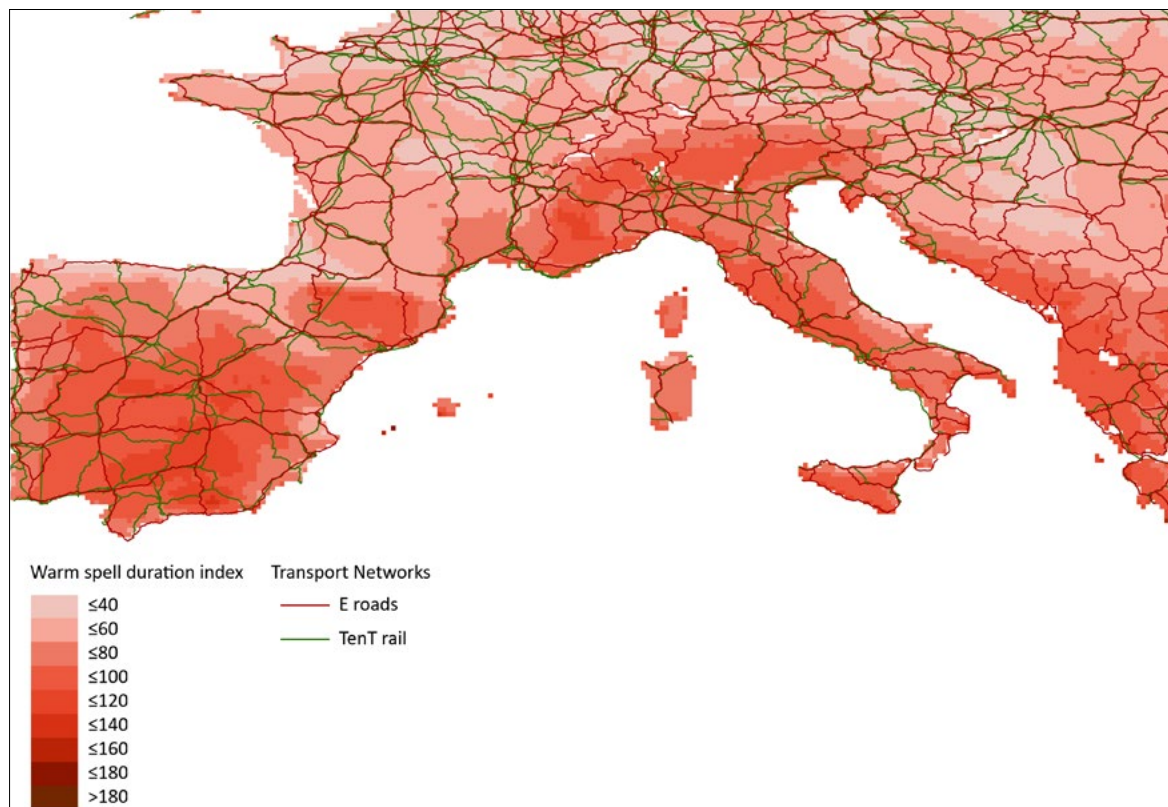 Warm spell duration index
≤40
≤60
≤80
≤100
≤120
≤140
≤160
≤180
>180
Transport Networks
E roads
TenT rail